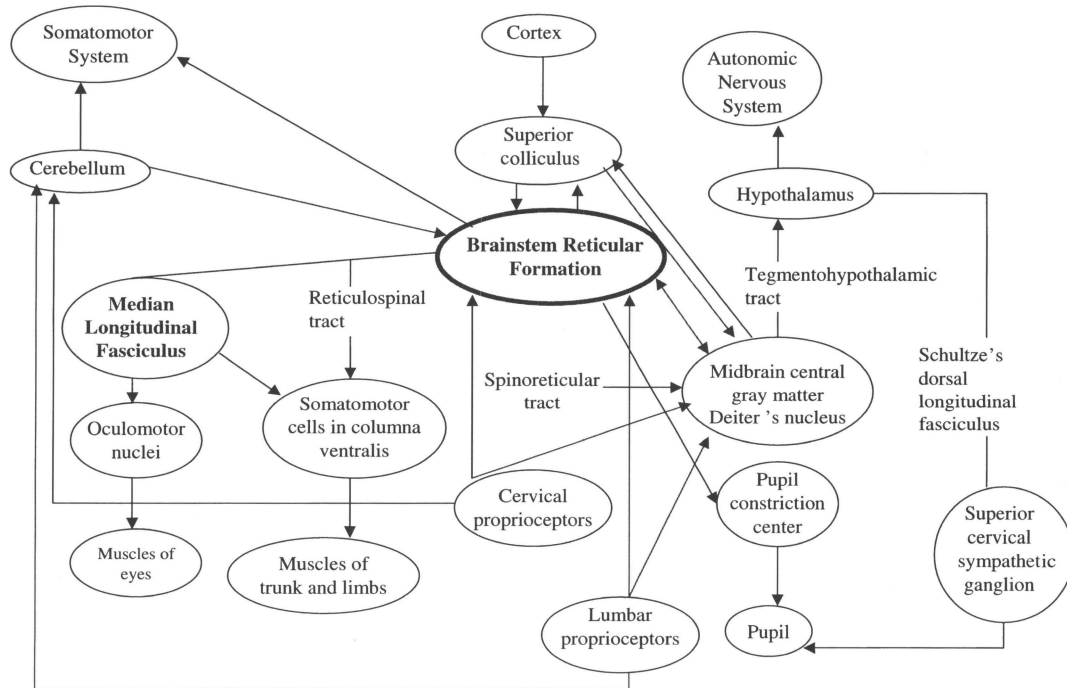 Somatomotor
System
Cortex
Autonomic
Nervous
System
Superior
colliculus
Cerebellum
Hypothalamus
Brainstem Reticular
Formation
Tegmentohypothalamic
tract
Reticulospinal
tract
Median
Longitudinal
Fasciculus
Schultze's
dorsal
longitudinal
fasciculus
Spinoreticular
tract
Midbrain central
gray matter
Deiter 's nucleus
Somatomotor
cells in columna
ventralis
Oculomotor
nuclei
Cervical
proprioceptors
Pupil
constriction
center
Superior
cervical
sympathetic
ganglion
Muscles of
eyes
Muscles of
trunk and limbs
Lumbar
proprioceptors
Pupil